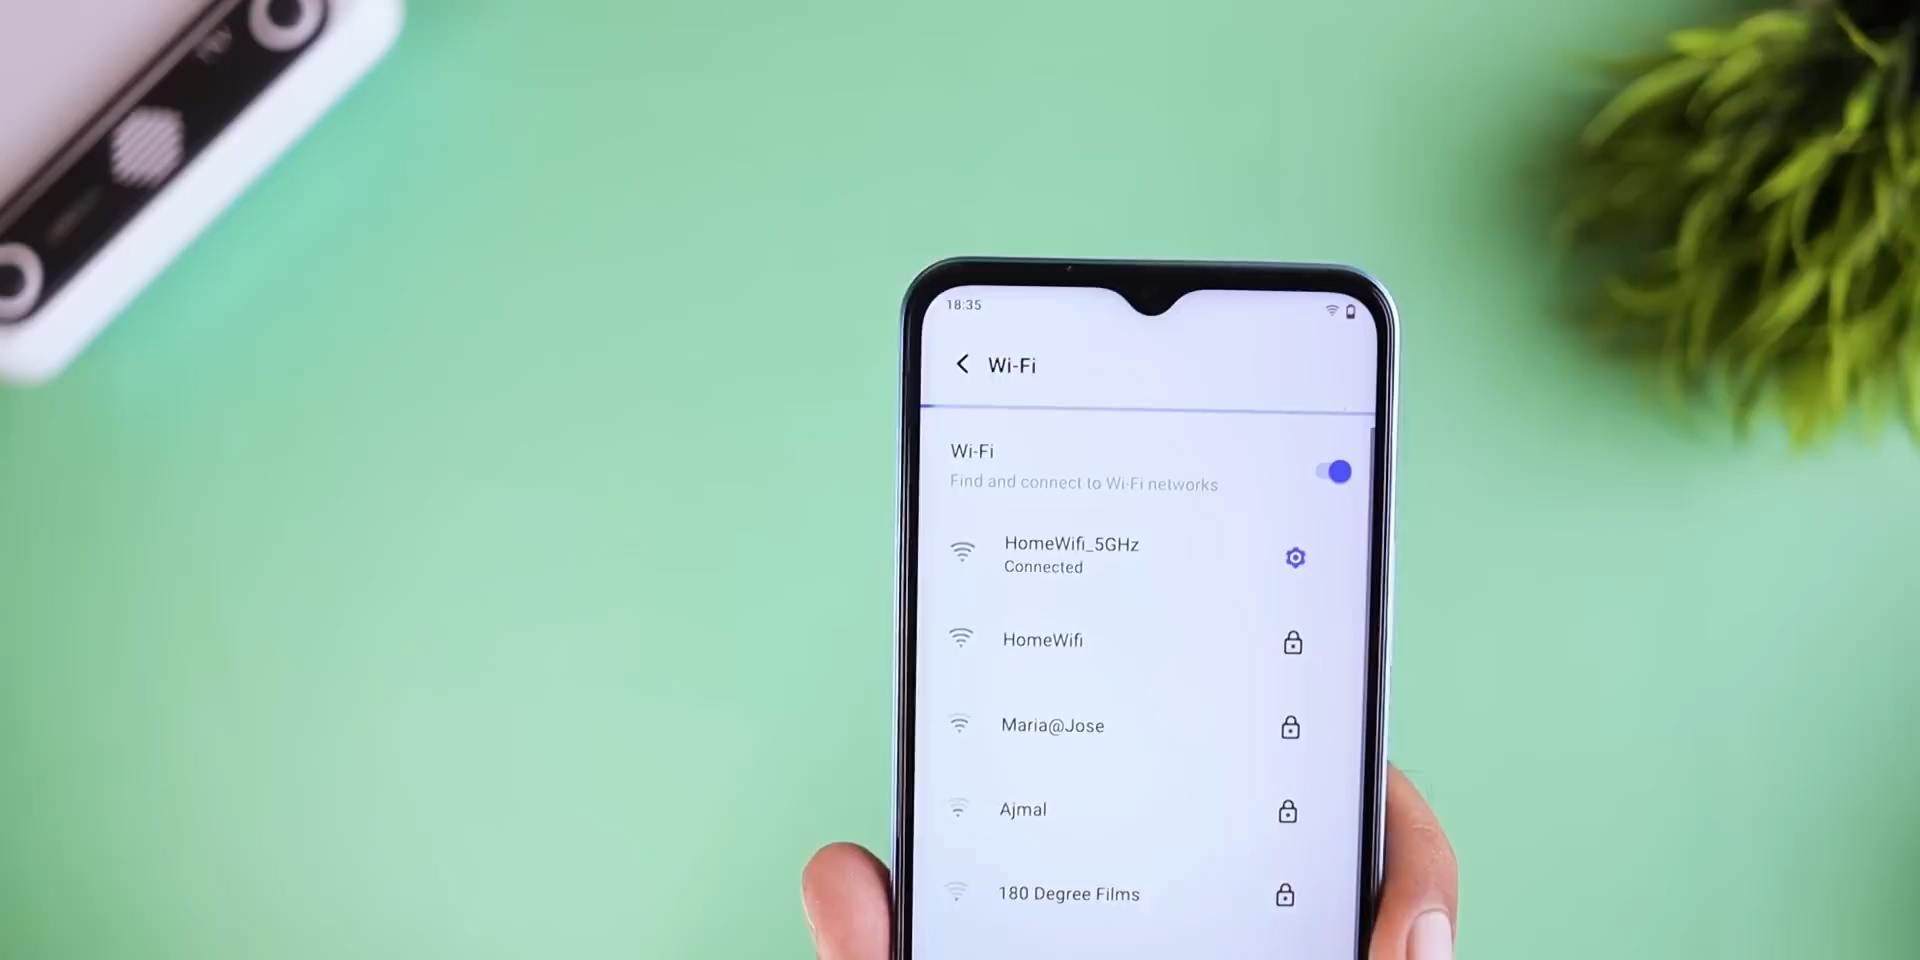 18:35
Wi-Fi
Wi-Fi
Find and connect to Wi-Fi networks
HomeWifi_5GHz
Connected
HomeWifi
Maria@Jose
Ajmal
180 Degree Films